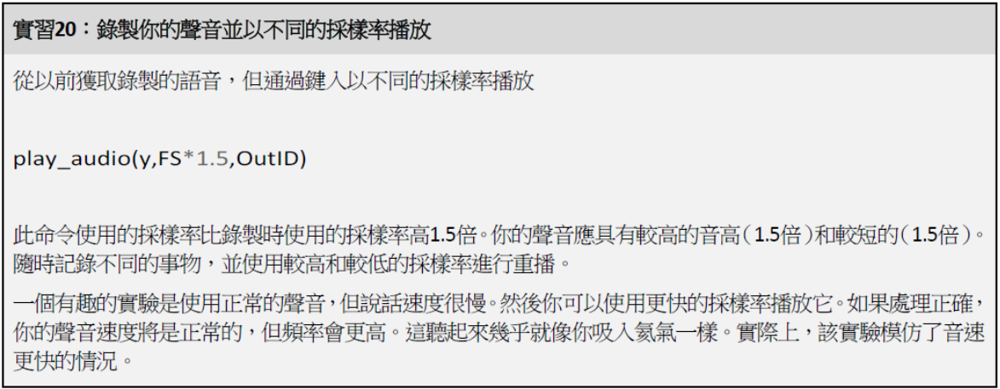 實習20：錄製你的聲音並以不同的採樣率播放
從以前獲取錄製的語音，但通過鍵入以不同的採樣率播放
play_audio(y,FS*1.5,OutID)
此命令使用的採樣率比錄製時使用的採樣率高1.5倍。你的聲音應具有較高的音高（1.5倍）和較短的（1.5倍）。
隨時記錄不同的事物，並使用較高和較低的採樣率進行重播。
一個有趣的實驗是使用正常的聲音，但說話速度很慢。然後你可以使用更快的採樣率播放它。如果處理正確，
你的聲音速度將是正常的，但頻率會更高。這聽起來幾乎就像你吸入氦氣一樣。實際上，該實驗模仿了音速
更快的情況。